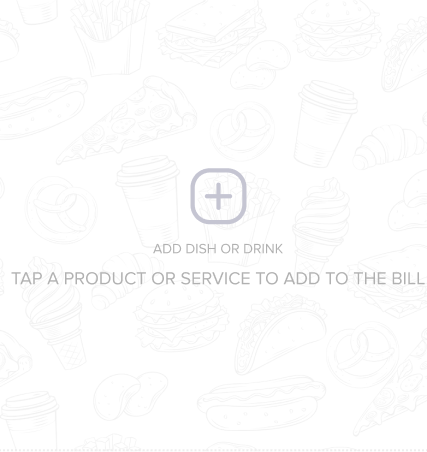 ADD DISH OR DRINK
TAP A PRODUCT OR SERVICE TO ADD TO THE BILL